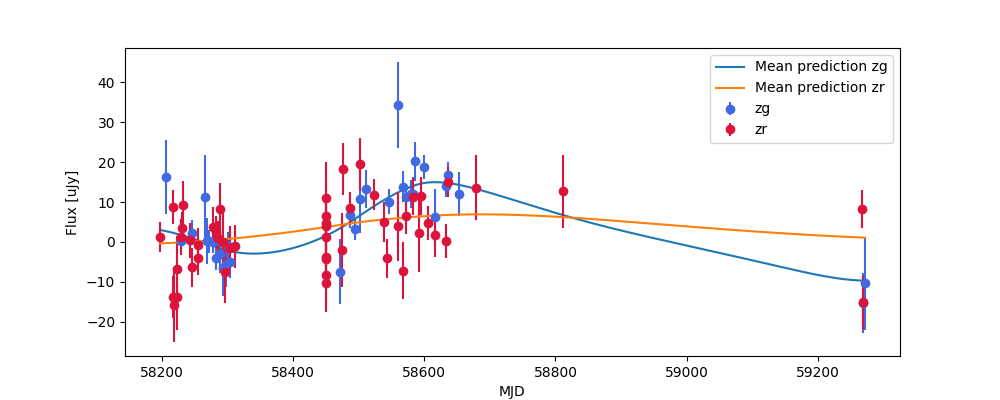 Mean prediction zg
Mean prediction zr
zg
zr
Flux [uJy]
40
30
20
10
0
−10
−20
58200
58400
58600
58800
59000
59200
MJD